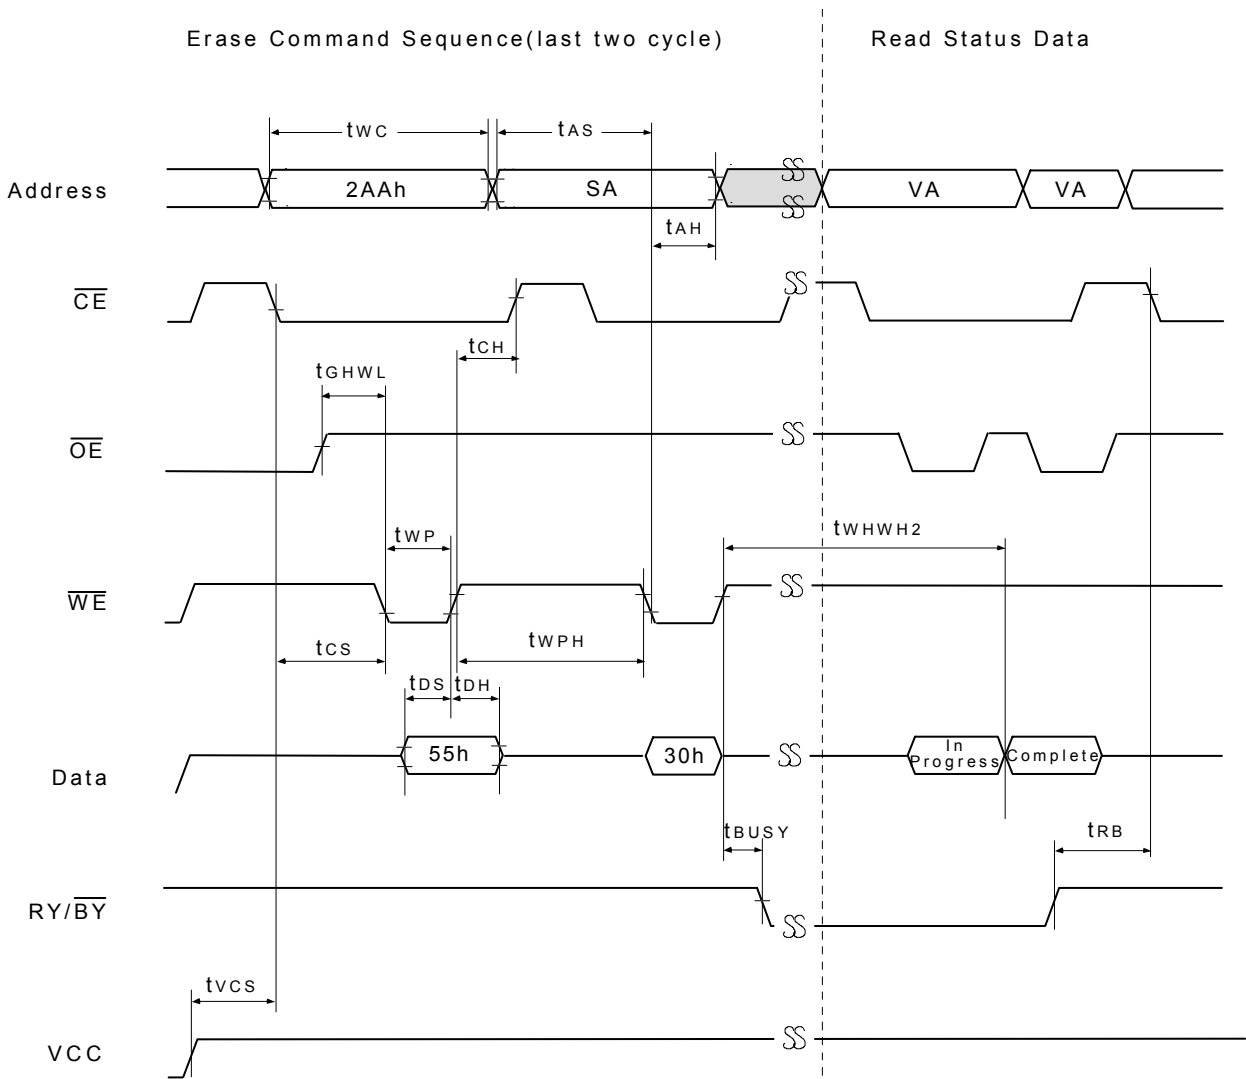 Erase Command Sequence(last two cycle) Read Status Data
tWC tAS
Address 2AAh SA VA VA
tAH
CE
tCH
tGHWL
OE
tWP tWHWH2
WE
tCS tWPH
tDS tDH
Data 55h 30h In Progress Complete
tBUSY tRB
RY/BY
tVCS
VCC